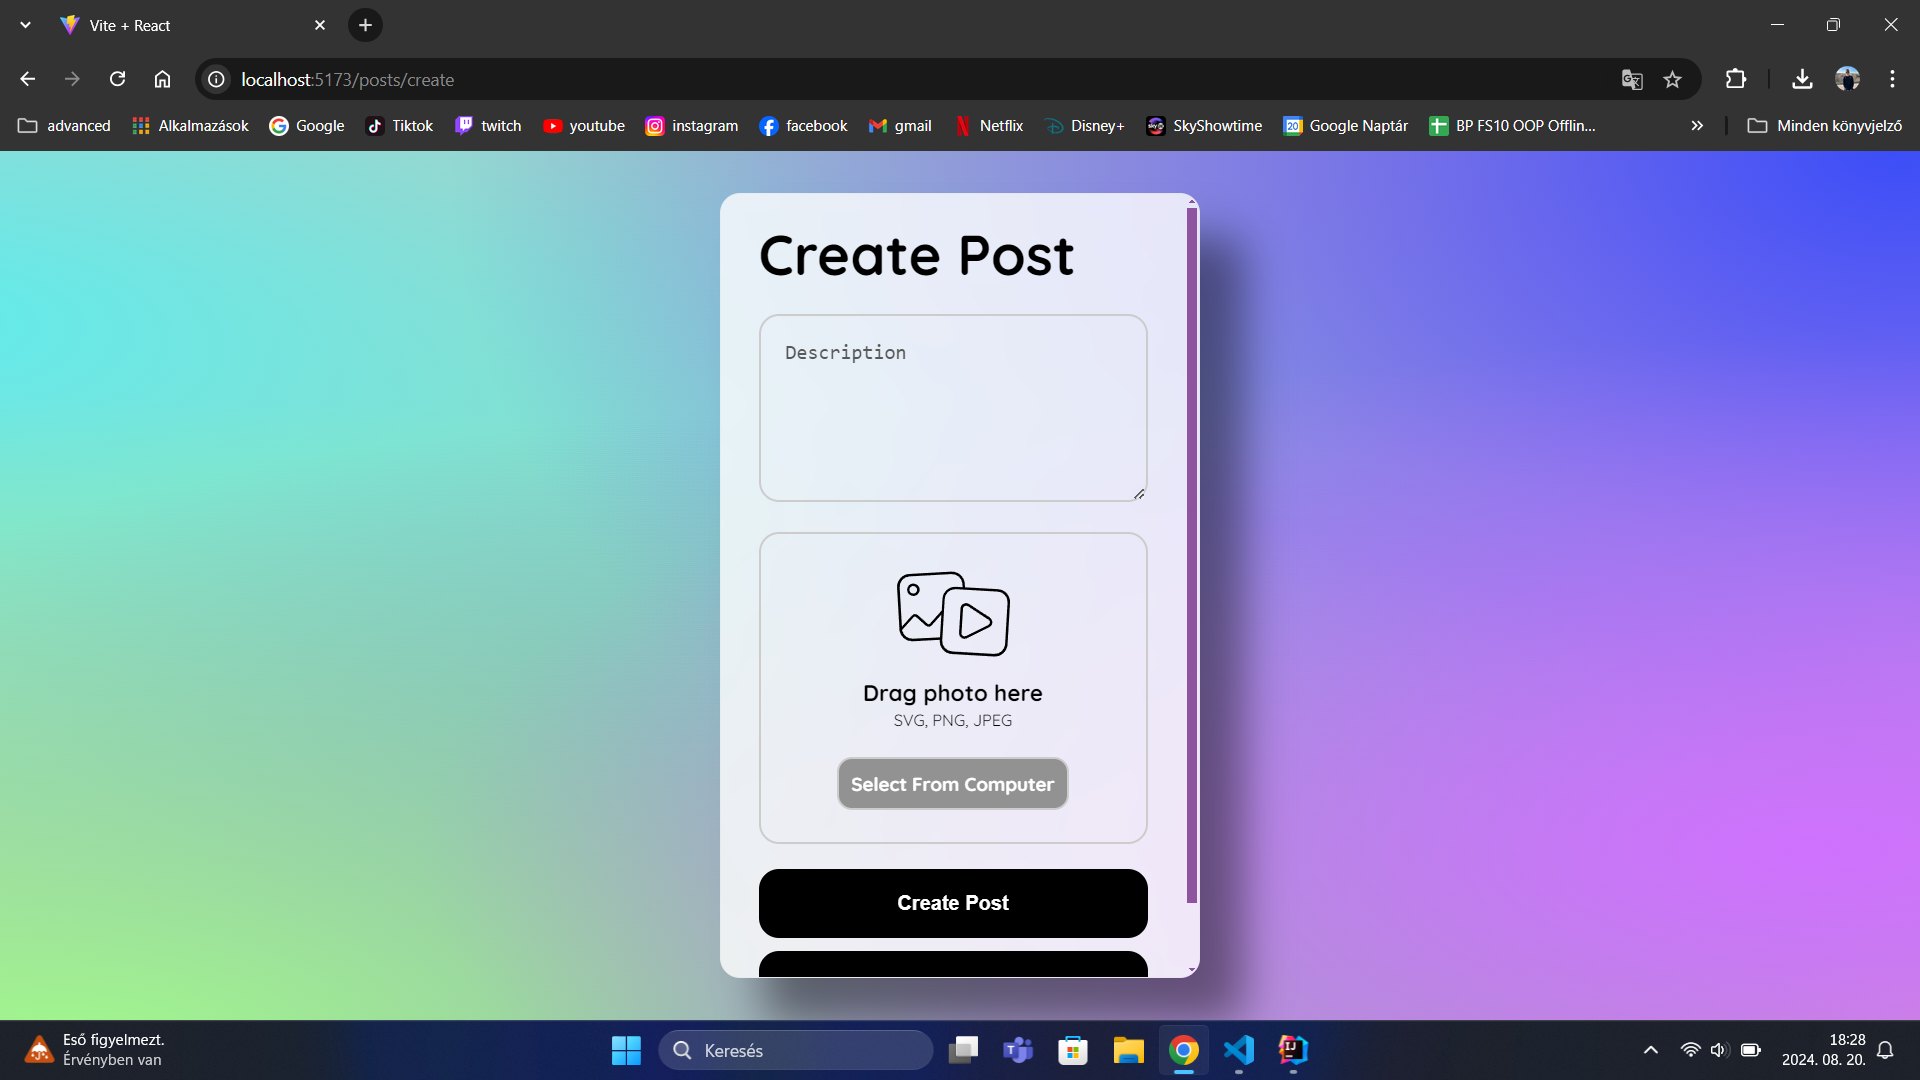 Vite + React
localhost:5173/posts/create
advanced
Alkalmazások
Google
Tiktok
twitch
youtube
instagram
facebook
gmail
Netflix
Disney+
SkyShowtime
20
Google Naptár
BP FS10 OOP Offlin...
Minden könyvjelző
Create Post
Description
Drag photo here
SVG, PNG, JPEG
Select From Computer
Create Post
Eső figyelmezt.
Érvényben van
Keresés
18:28
2024. 08. 20.